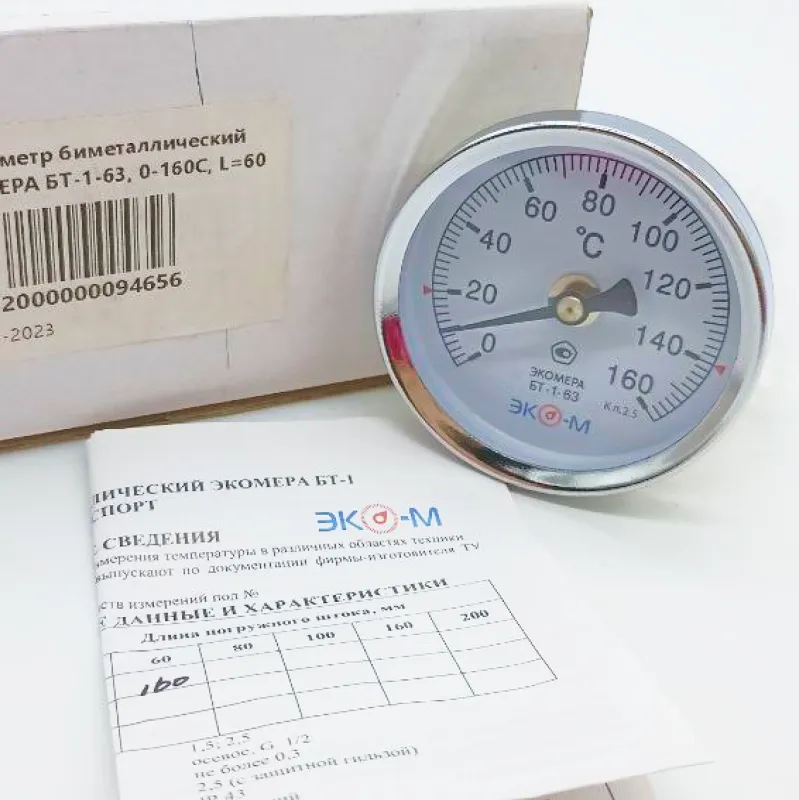 метр биметаллический
ЕРА БТ-1-63, 0-160С, L=60
2000000094656
-2023
0
20
40
60
80
100
120
140
160
°C
ЭКОМЕРА
БТ-1-63
Кл.2.5
ЭКО-М
ЛИЧЕСКИЙ ЭКОМЕРА БТ-1
СПОРТ
ЭКО-М
СВЕДЕНИЯ
мерения температуры в различных областях техники
выпускают по документации фирмы-изготовителя ТУ
ств измерений под №
Е ДАННЫЕ И ХАРАКТЕРИСТИКИ
Длина погружного штока, мм
60 80 100 160 200
160
1,5; 2,5
осевое, G 1/2
не более 0,3
2,5 (с защитной гильзой)
IP 43